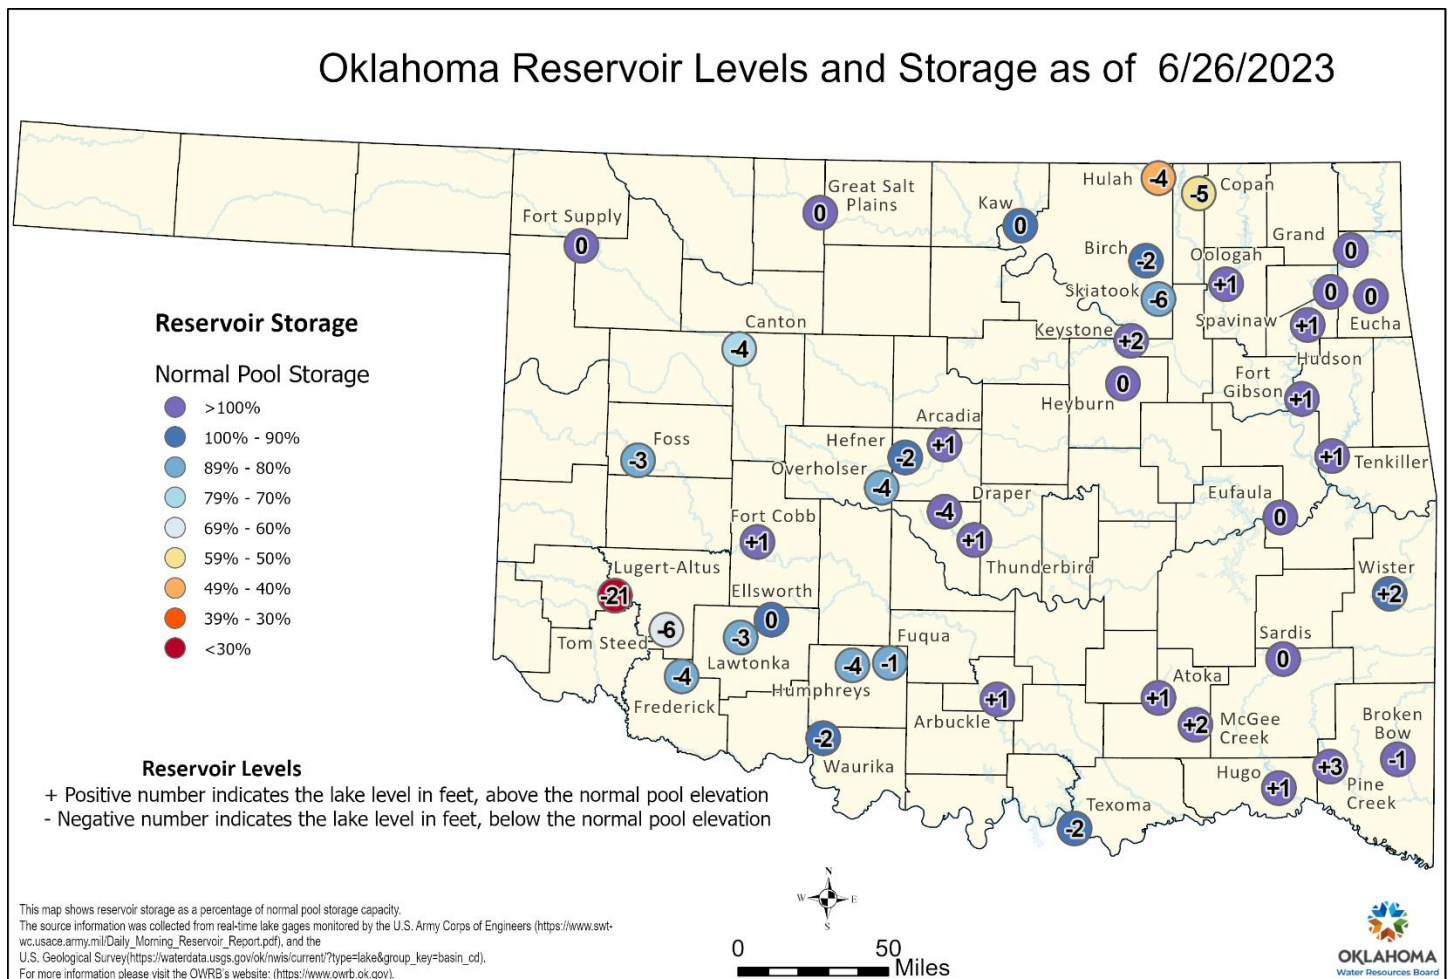 Oklahoma Reservoir Levels and Storage as of 6/26/2023
Hulah
-4
-5
Copan
Great Salt
Plains
0
Kaw
0
Fort Supply
0
Grand
0
Birch
-2
Oologah
+1
Skiatook
-6
0
0
Spavinaw
+1
Eucha
Hudson
Canton
-4
Keystone
+2
Heyburn
0
Fort
Gibson
+1
Arcadia
+1
Foss
-3
Hefner
-2
Overholser
-4
+1
Tenkiller
Draper
-4
Eufaula
0
Fort Cobb
+1
+1
Thunderbird
Lugert-Altus
-21
Ellsworth
0
Wister
+2
Tom Steed
-6
-3
Lawtonka
Fuqua
-4
-1
Humphreys
Sardis
0
-4
Frederick
Arbuckle
+1
Atoka
+1
+2
McGee
Creek
Broken
Bow
-1
-2
Waurika
Hugo
+1
+3
Pine
Creek
Texoma
-2
Reservoir Storage
Normal Pool Storage
>100%
100% - 90%
89% - 80%
79% - 70%
69% - 60%
59% - 50%
49% - 40%
39% - 30%
<30%
Reservoir Levels
+ Positive number indicates the lake level in feet, above the normal pool elevation
- Negative number indicates the lake level in feet, below the normal pool elevation
N
W
E
S
This map shows reservoir storage as a percentage of normal pool storage capacity.
The source information was collected from real-time lake gages monitored by the U.S. Army Corps of Engineers (https://www.swt-
wc.usace.army.mil/Daily_Morning_Reservoir_Report.pdf), and the
U.S. Geological Survey(https://waterdata.usgs.gov/ok/nwis/current/?type=lake&group_key=basin_cd).
For more information please visit the OWRB's website: (https://www.owrb.ok.gov).
0 50
Miles
OKLAHOMA
Water Resources Board